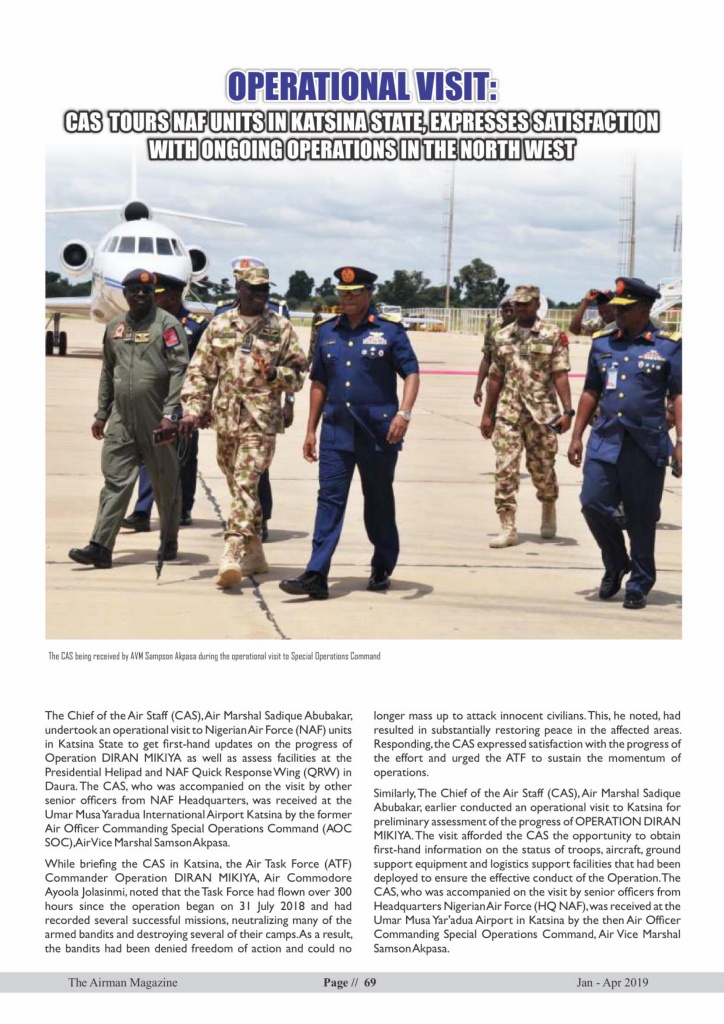 OPERATIONAL VISIT:
CAS TOURS NAF UNITS IN KATSINA STATE, EXPRESSES SATISFACTION
WITH ONGOING OPERATIONS IN THE NORTH WEST
The CAS being received by AVM Sampson Akpasa during the operational visit to Special Operations Command
The Chief of the Air Staff (CAS), Air Marshal Sadique Abubakar,
undertook an operational visit to Nigerian Air Force (NAF) units
in Katsina State to get first-hand updates on the progress of
Operation DIRAN MIKIYA as well as assess facilities at the
Presidential Helipad and NAF Quick Response Wing (QRW) in
Daura. The CAS, who was accompanied on the visit by other
senior officers from NAF Headquarters, was received at the
Umar Musa Yaradua International Airport Katsina by the former
Air Officer Commanding Special Operations Command (AOC
SOC), Air Vice Marshal Samson Akpasa.
While briefing the CAS in Katsina, the Air Task Force (ATF)
Commander Operation DIRAN MIKIYA, Air Commodore
Ayoola Jolasinmi, noted that the Task Force had flown over 300
hours since the operation began on 31 July 2018 and had
recorded several successful missions, neutralizing many of the
armed bandits and destroying several of their camps. As a result,
the bandits had been denied freedom of action and could no
longer mass up to attack innocent civilians. This, he noted, had
resulted in substantially restoring peace in the affected areas.
Responding, the CAS expressed satisfaction with the progress of
the effort and urged the ATF to sustain the momentum of
operations.
Similarly, The Chief of the Air Staff (CAS), Air Marshal Sadique
Abubakar, earlier conducted an operational visit to Katsina for
preliminary assessment of the progress of OPERATION DIRAN
MIKIYA. The visit afforded the CAS the opportunity to obtain
first-hand information on the status of troops, aircraft, ground
support equipment and logistics support facilities that had been
deployed to ensure the effective conduct of the Operation. The
CAS, who was accompanied on the visit by senior officers from
Headquarters Nigerian Air Force (HQ NAF), was received at the
Umar Musa Yar'adua Airport in Katsina by the then Air Officer
Commanding Special Operations Command, Air Vice Marshal
Samson Akpasa.
The Airman Magazine
Page // 69
Jan - Apr 2019